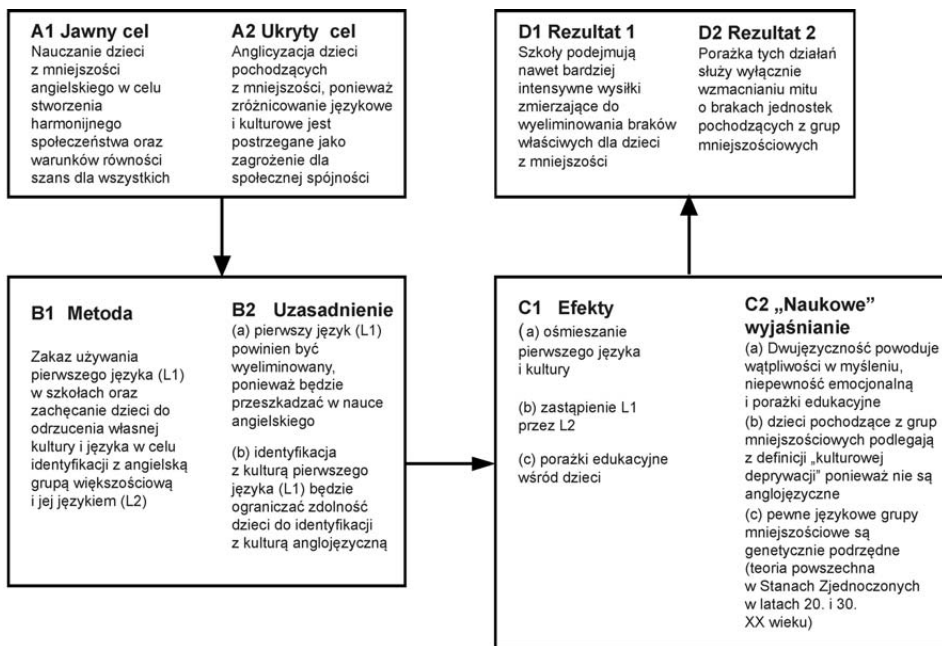 A1 Jawny cel
Nauczanie dzieci
z mniejszości
angielskiego w celu
stworzenia
harmonijnego
społeczeństwa oraz
warunków równości
szans dla wszystkich
A2 Ukryty cel
Anglicyzacja dzieci
pochodzących
z mniejszości, ponieważ
zróżnicowanie językowe
i kulturowe jest
postrzegane jako
zagrożenie dla
społecznej spójności
B1 Metoda
Zakaz używania
pierwszego języka (L1)
w szkołach oraz
zachęcanie dzieci do
odrzucenia własnej
kultury i języka w celu
identyfikacji z angielską
grupą większościową
i jej językiem (L2)
B2 Uzasadnienie
(a) pierwszy język (L1)
powinien być
wyeliminowany,
ponieważ będzie
przeszkadzać w nauce
angielskiego
(b) identyfikacja
z kulturą pierwszego
języka (L1) będzie
ograniczać zdolność
dzieci do identyfikacji
z kulturą anglojęzyczną
C1 Efekty
(a) ośmieszanie
pierwszego języka
i kultury
(b) zastąpienie L1
przez L2
(c) porażki edukacyjne
wśród dzieci
C2 „Naukowe”
wyjaśnianie
(a) Dwujęzyczność powoduje
wątpliwości w myśleniu,
niepewność emocjonalną
i porażki edukacyjne
(b) dzieci pochodzące z grup
mniejszościowych podlegają
z definicji „kulturowej
deprywacji” ponieważ nie są
anglojęzyczne
(c) pewne językowe grupy
mniejszościowe są
genetycznie podrzędne
(teoria powszechna
w Stanach Zjednoczonych
w latach 20. i 30.
XX wieku)
D1 Rezultat 1
Szkoły podejmują
nawet bardziej
intensywne wysiłki
zmierzające do
wyeliminowania braków
właściwych dla dzieci
z mniejszości
D2 Rezultat 2
Porażka tych działań
służy wyłącznie
wzmacnianiu mitu
o brakach jednostek
pochodzących z grup
mniejszościowych